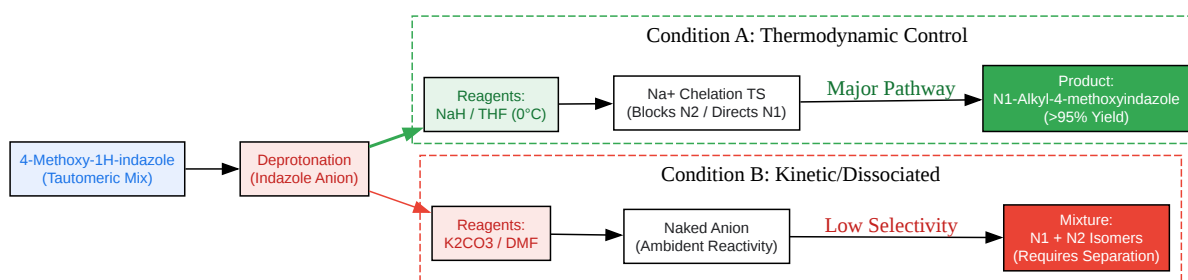 Condition A: Thermodynamic Control
Reagents:
NaH / THF (0°C)
Na+ Chelation TS
(Blocks N2 / Directs N1)
Major Pathway
Product:
N1-Alkyl-4-methoxyindazole
(>95% Yield)
4-Methoxy-1H-indazole
(Tautomeric Mix)
Deprotonation
(Indazole Anion)
Condition B: Kinetic/Dissociated
Reagents:
K2CO3 / DMF
Naked Anion
(Ambident Reactivity)
Low Selectivity
Mixture:
N1 + N2 Isomers
(Requires Separation)